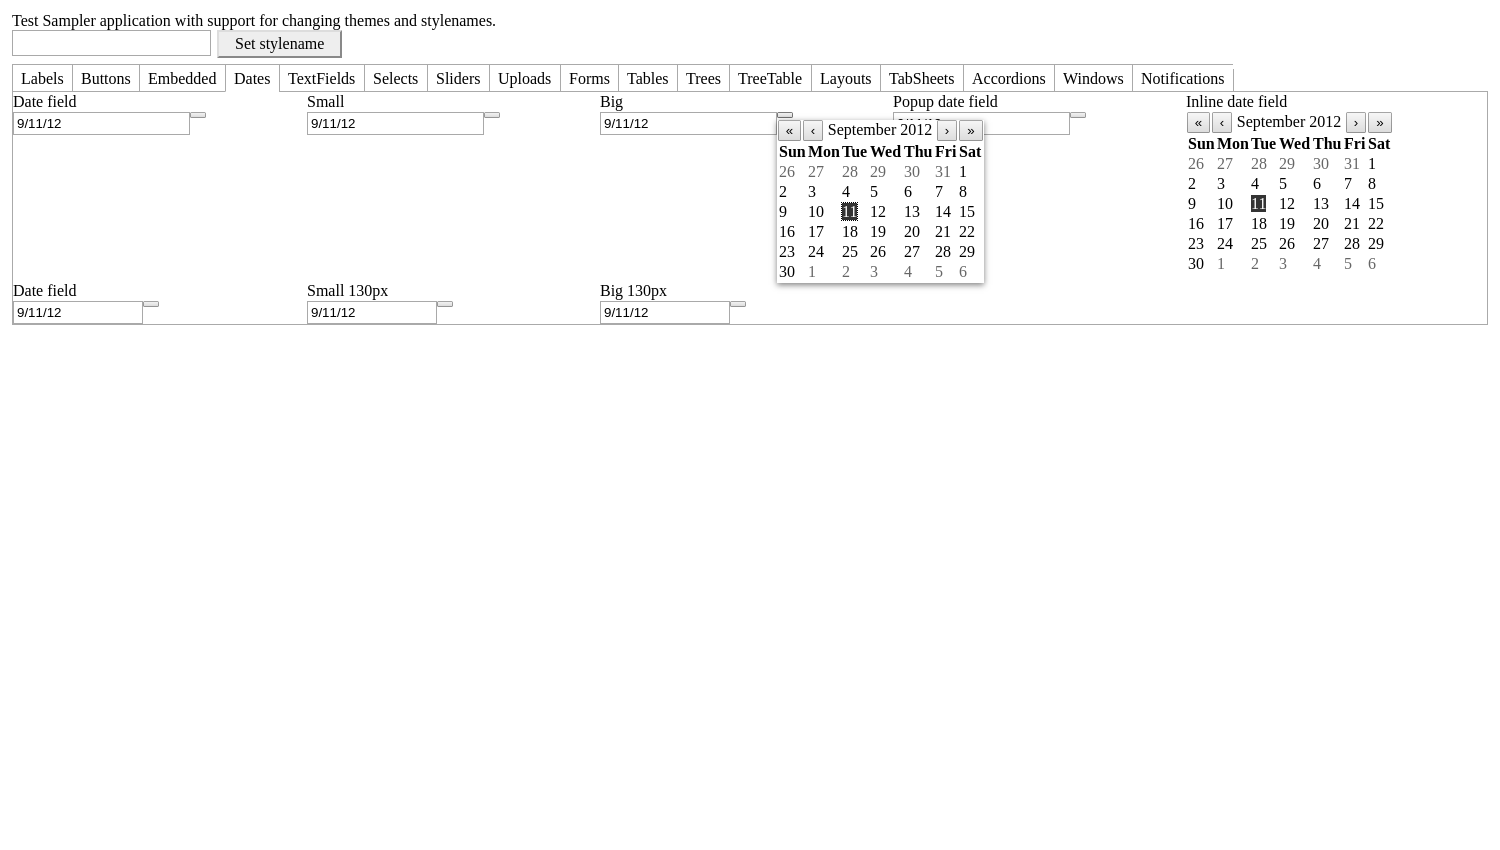 Test Sampler application with support for changing themes and stylenames.
Set stylename
Labels Buttons Embedded Dates TextFields Selects Sliders Uploads Forms Tables Trees TreeTable Layouts TabSheets Accordions Windows Notifications
Date field Small Big Popup date field Inline date field
9/11/12 9/11/12 9/11/12
« ‹ September 2012 › »
Sun Mon Tue Wed Thu Fri Sat
26 27 28 29 30 31 1
2 3 4 5 6 7 8
9 10 11 12 13 14 15
16 17 18 19 20 21 22
23 24 25 26 27 28 29
30 1 2 3 4 5 6
« ‹ September 2012 › »
Sun Mon Tue Wed Thu Fri Sat
26 27 28 29 30 31 1
2 3 4 5 6 7 8
9 10 11 12 13 14 15
16 17 18 19 20 21 22
23 24 25 26 27 28 29
30 1 2 3 4 5 6
Date field Small 130px Big 130px
9/11/12 9/11/12 9/11/12